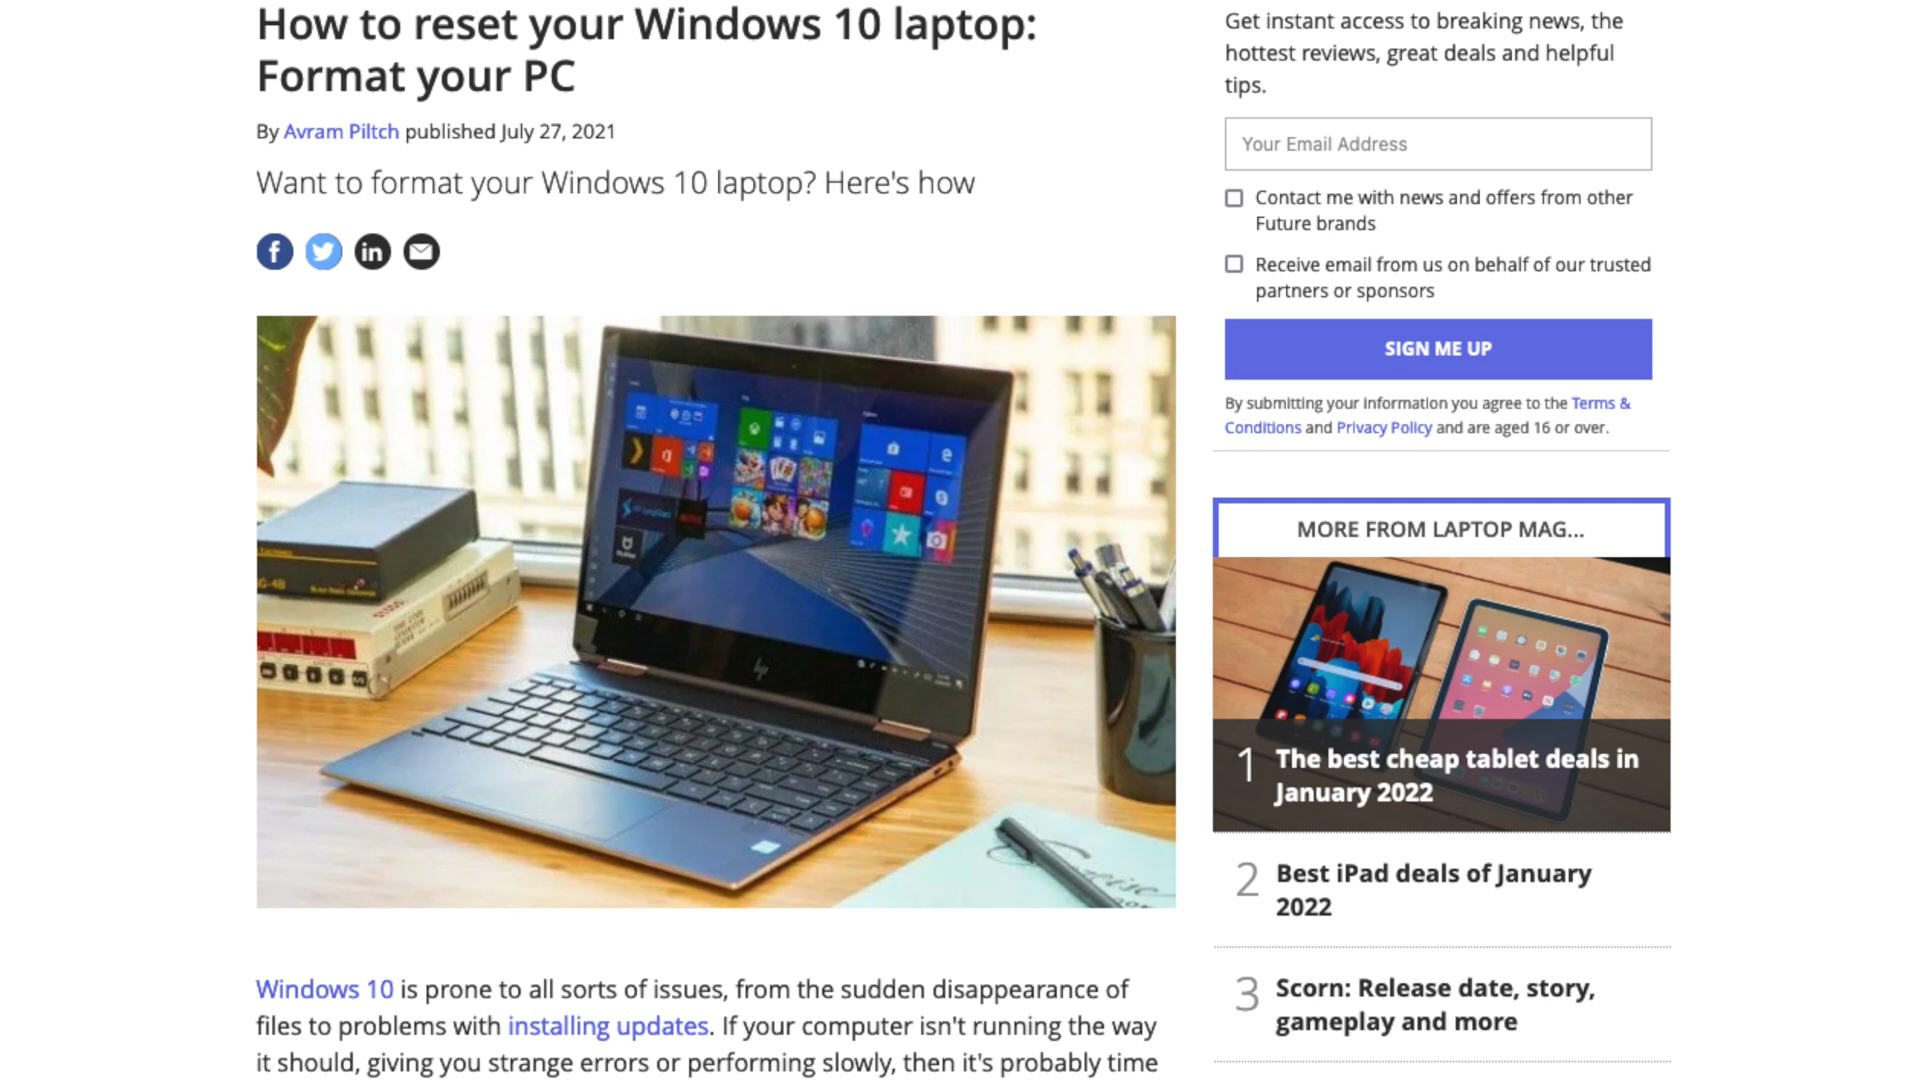 How to reset your Windows 10 laptop:
Format your PC
By Avram Piltch published July 27, 2021
Want to format your Windows 10 laptop? Here's how
f
in
hp
Windows 10 is prone to all sorts of issues, from the sudden disappearance of
files to problems with installing updates. If your computer isn't running the way
it should, giving you strange errors or performing slowly, then it's probably time
Get instant access to breaking news, the
hottest reviews, great deals and helpful
tips.
Your Email Address
Contact me with news and offers from other
Future brands
Receive email from us on behalf of our trusted
partners or sponsors
SIGN ME UP
By submitting your information you agree to the Terms &
Conditions and Privacy Policy and are aged 16 or over.
MORE FROM LAPTOP MAG...
1 The best cheap tablet deals in
January 2022
2 Best iPad deals of January
2022
3 Scorn: Release date, story,
gameplay and more